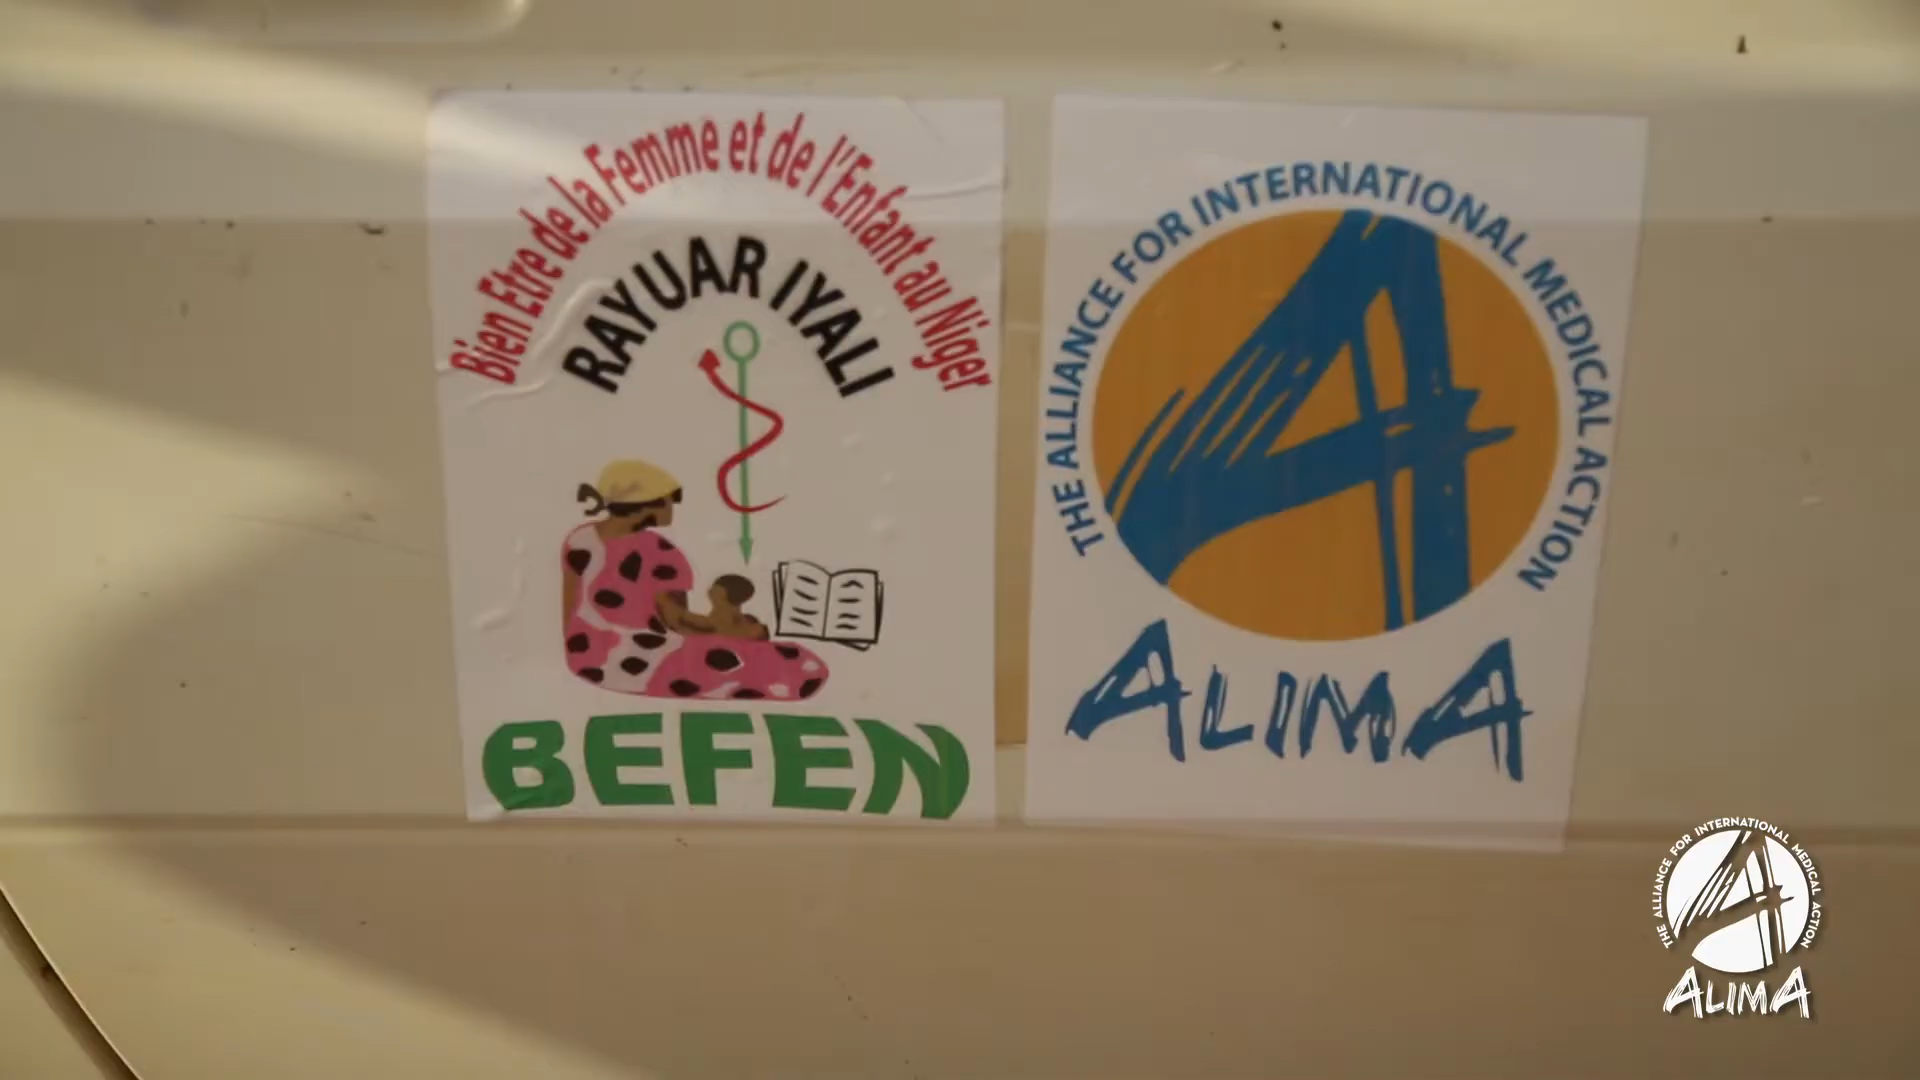 Bien Etre de la Femme et de l'Enfant au Niger
RAYUAR IYALI
BEFEN
THE ALLIANCE FOR INTERNATIONAL MEDICAL ACTION
ALIMA
THE ALLIANCE FOR INTERNATIONAL MEDICAL ACTION
ALIMA